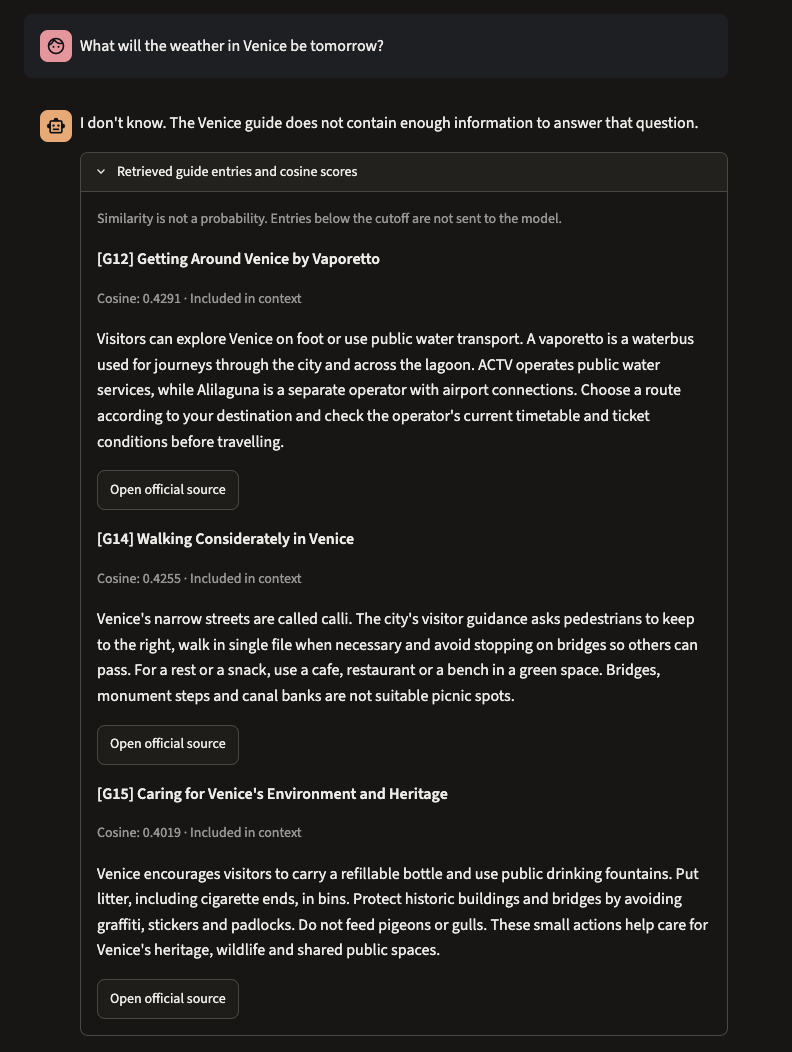 What will the weather in Venice be tomorrow?
I don't know. The Venice guide does not contain enough information to answer that question.
Retrieved guide entries and cosine scores
Similarity is not a probability. Entries below the cutoff are not sent to the model.
[G12] Getting Around Venice by Vaporetto
Cosine: 0.4291 · Included in context
Visitors can explore Venice on foot or use public water transport. A vaporetto is a waterbus
used for journeys through the city and across the lagoon. ACTV operates public water
services, while Alilaguna is a separate operator with airport connections. Choose a route
according to your destination and check the operator's current timetable and ticket
conditions before travelling.
Open official source
[G14] Walking Considerately in Venice
Cosine: 0.4255 · Included in context
Venice's narrow streets are called calli. The city's visitor guidance asks pedestrians to keep
to the right, walk in single file when necessary and avoid stopping on bridges so others can
pass. For a rest or a snack, use a cafe, restaurant or a bench in a green space. Bridges,
monument steps and canal banks are not suitable picnic spots.
Open official source
[G15] Caring for Venice's Environment and Heritage
Cosine: 0.4019 · Included in context
Venice encourages visitors to carry a refillable bottle and use public drinking fountains. Put
litter, including cigarette ends, in bins. Protect historic buildings and bridges by avoiding
graffiti, stickers and padlocks. Do not feed pigeons or gulls. These small actions help care for
Venice's heritage, wildlife and shared public spaces.
Open official source